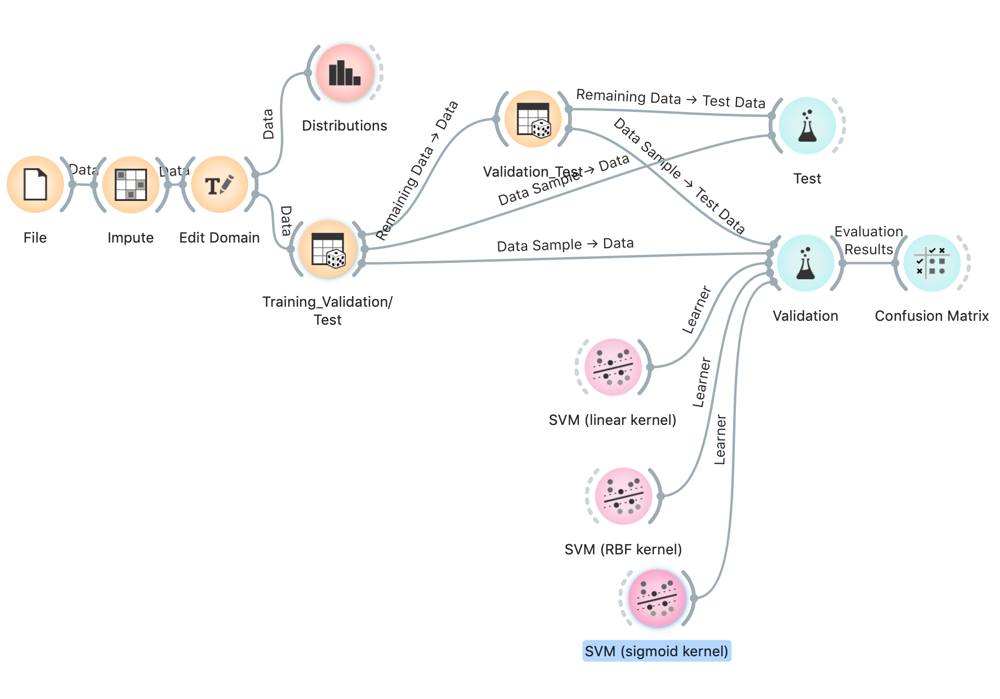 Distributions
Data
Remaining Data → Data
Remaining Data → Test Data
Data Sample → Test Data
Validation_Test
Data Sample → Data
Test
Data
Data
File
Impute
Edit Domain
Data
Training_Validation/
Test
Data Sample → Data
Evaluation
Results
Validation
Confusion Matrix
Learner
SVM (linear kernel)
Learner
SVM (RBF kernel)
Learner
SVM (sigmoid kernel)